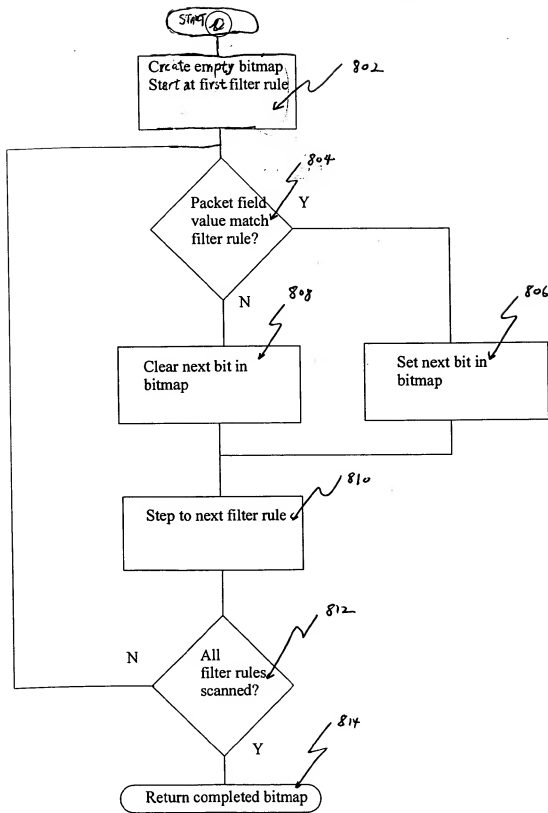 START
Create empty bitmap
Start at first filter rule
802
804
Packet field
value match
filter rule?
Y
N
808
806
Clear next bit in
bitmap
Set next bit in
bitmap
810
Step to next filter rule
812
N
All
filter rules
scanned?
Y
814
Return completed bitmap